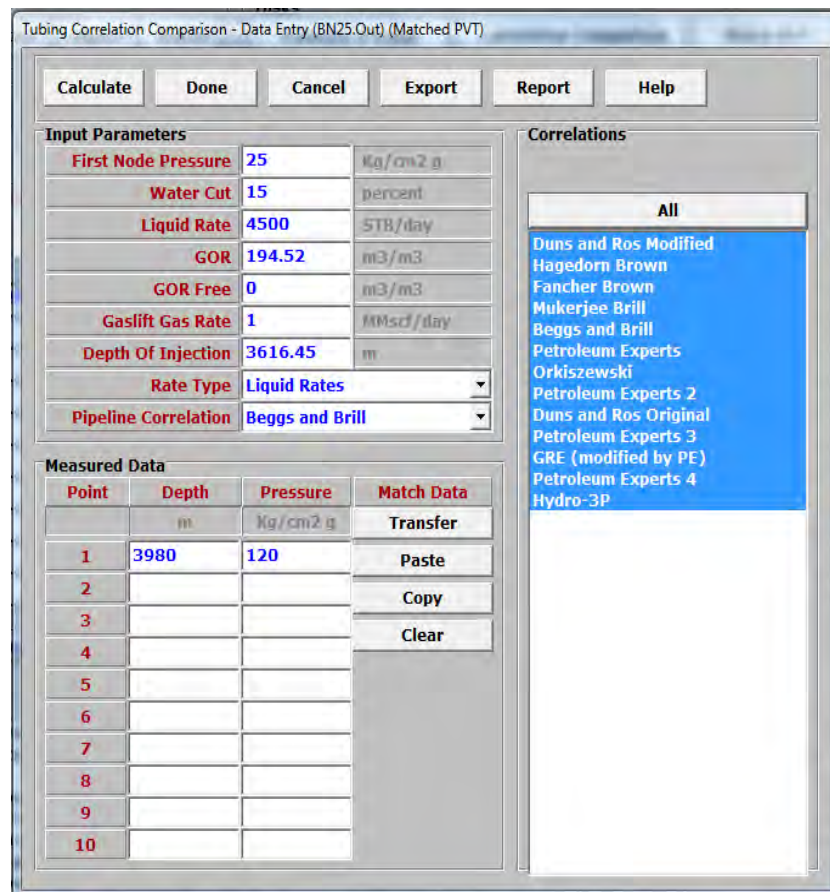 Tubing Correlation Comparison - Data Entry (BN25.Out) (Matched PVT)
Calculate Done Cancel Export Report Help
Input Parameters
First Node Pressure 25 Kg/cm2 g
Water Cut 15 percent
Liquid Rate 4500 STB/day
GOR 194.52 m3/m3
GOR Free 0 m3/m3
Gaslift Gas Rate 1 MMscf/day
Depth Of Injection 3616.45 m
Rate Type Liquid Rates
Pipeline Correlation Beggs and Brill
Correlations
All
Duns and Ros Modified
Hagedorn Brown
Fancher Brown
Mukerjee Brill
Beggs and Brill
Petroleum Experts
Orkiszewski
Petroleum Experts 2
Duns and Ros Original
Petroleum Experts 3
GRE (modified by PE)
Petroleum Experts 4
Hydro-3P
Measured Data
Point Depth Pressure Match Data
m Kg/cm2 g Transfer
1 3980 120 Paste
2 Copy
3 Clear
4
5
6
7
8
9
10